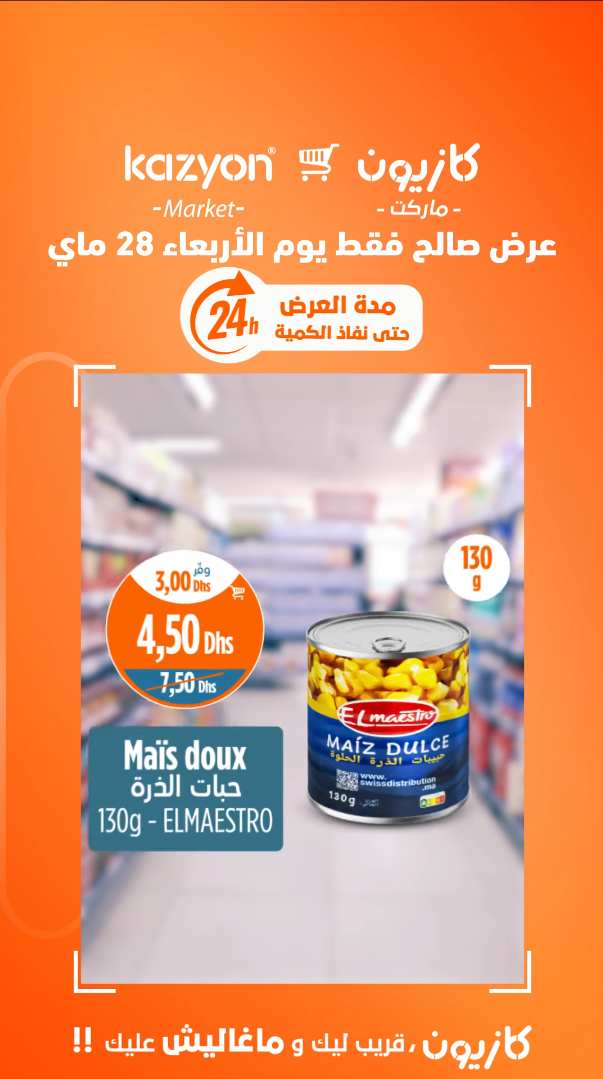 kazyon® كازيون
-Market- - ماركت -
عرض صالح فقط يوم الأربعاء 28 ماي
24h
مدة العرض
حتى نفاذ الكمية
وفّر
3,00 Dhs
4,50 Dhs
7,50 Dhs
130
g
Maïs doux
حبات الذرة
130g - ELMAESTRO
EL maestro
MAÍZ DULCE
حبيبات الذرة الحلوة
www.
swissdistribution
.ma
130g
كازيون، قريب ليك و ماغاليش عليك !!